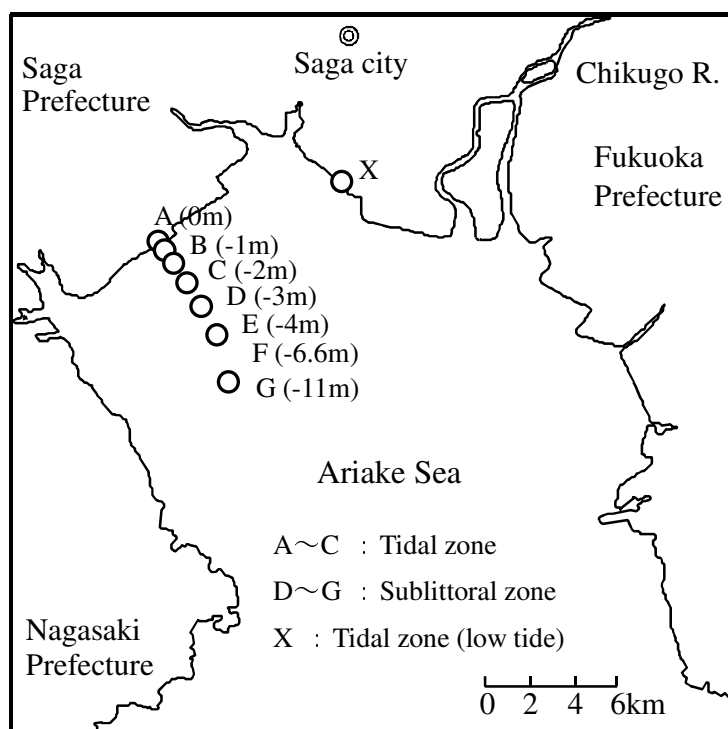 Saga
Prefecture
Saga city
Chikugo R.
Fukuoka
Prefecture
X
A (0m)
B (-1m)
C (-2m)
D (-3m)
E (-4m)
F (-6.6m)
G (-11m)
Ariake Sea
A～C : Tidal zone
D～G : Sublittoral zone
X : Tidal zone (low tide)
Nagasaki
Prefecture
0 2 4 6km